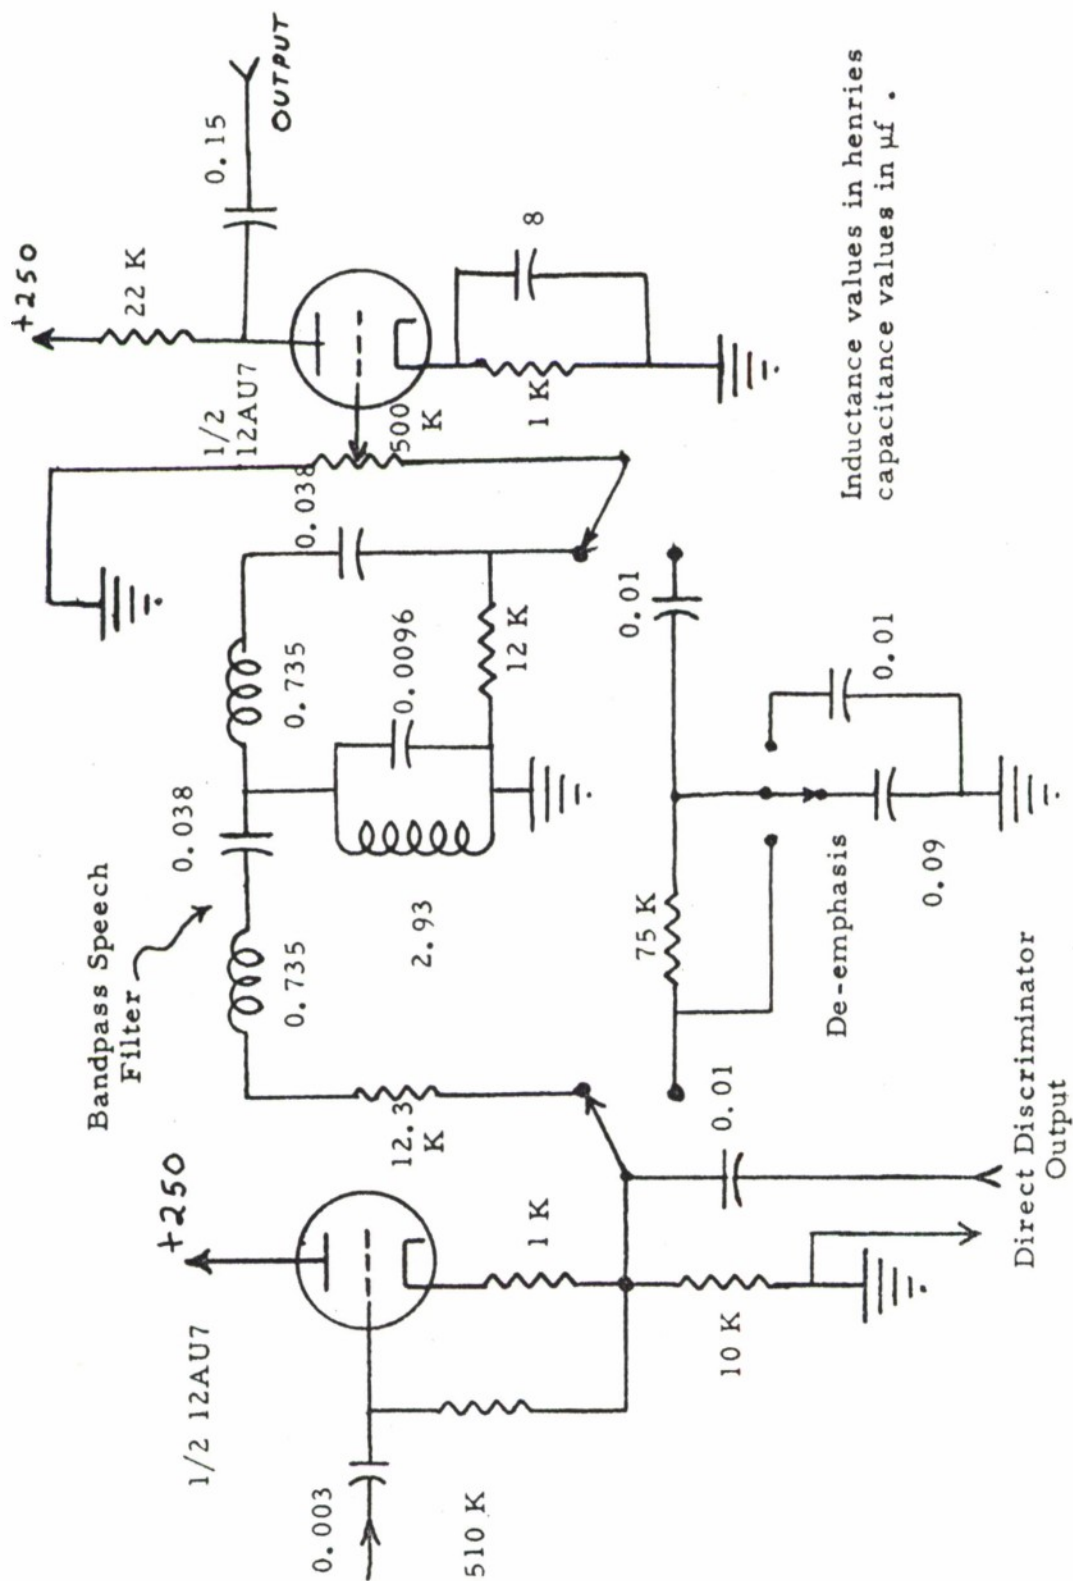 +250
1/2 12AU7
0.003
510 K
1 K
10 K
Direct Discriminator
Output
0.01
12.3
K
Bandpass Speech
Filter
0.735
0.038
0.735
2.93
0.0096
12 K
0.038
75 K
0.01
De-emphasis
0.09
0.01
+250
22 K
0.15
OUTPUT
1/2
12AU7
500
K
1 K
8
Inductance values in henries
capacitance values in μf .